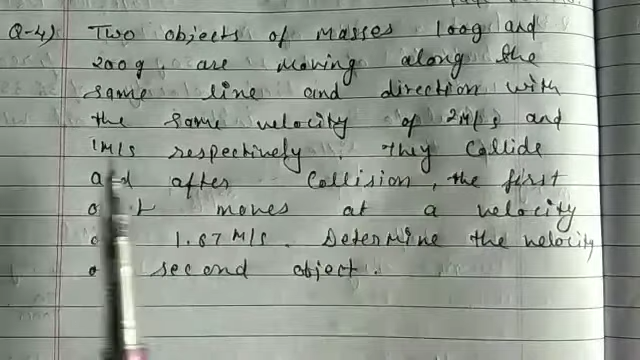 Q-4) Two objects of masses 100g and
200g, are moving along the
same line and direction with
the same velocity of 2M/s and
1M/s respectively. They Collide
and after Collision, the first
moves at a velocity
1.67 M/s. Determine the velocity
second object.